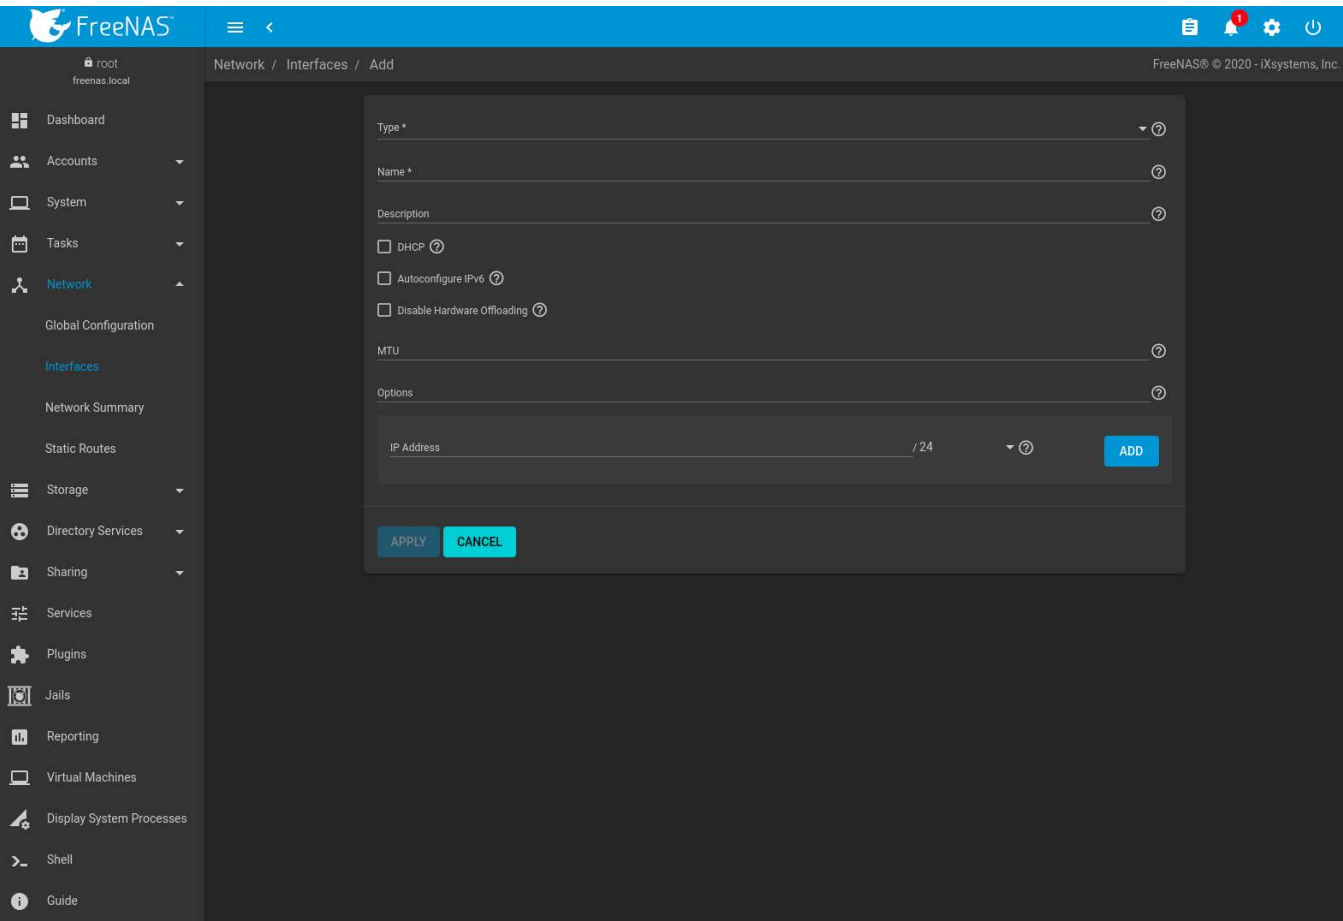 FreeNAS™
1
root
freenas.local
Network / Interfaces / Add
FreeNAS® © 2020 - iXsystems, Inc.
Dashboard
Accounts
System
Tasks
Network
Global Configuration
Interfaces
Network Summary
Static Routes
Storage
Directory Services
Sharing
Services
Plugins
Jails
Reporting
Virtual Machines
Display System Processes
Shell
Guide
Type *
Name *
Description
DHCP
Autoconfigure IPv6
Disable Hardware Offloading
MTU
Options
IP Address / 24 ADD
APPLY CANCEL